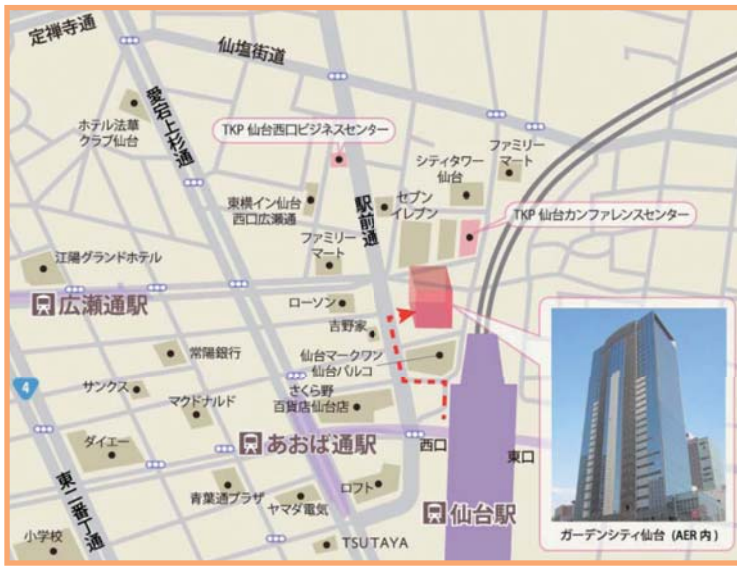 定禅寺通
仙塩街道
愛宕上杉通
ホテル法華
クラブ仙台
TKP 仙台西口ビジネスセンター
駅前通
東横イン仙台
西口広瀬通
セブン
イレブン
シティタワー
仙台
ファミリー
マート
TKP 仙台カンファレンスセンター
ファミリー
マート
江陽グランドホテル
広瀬通駅
ローソン
吉野家
仙台マークワン
仙台パルコ
常陽銀行
サンクス
マクドナルド
さくら野
百貨店仙台店
4
ダイエー
あおば通駅
西口
東口
東二番丁通
青葉通プラザ
ヤマダ電気
ロフト
仙台駅
小学校
TSUTAYA
ガーデンシティ仙台 (AER 内)